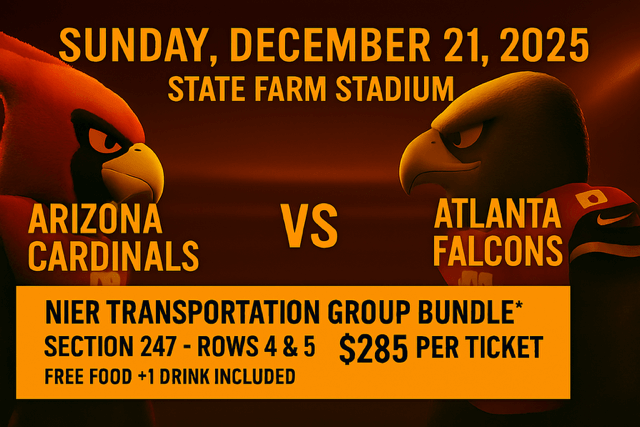 SUNDAY, DECEMBER 21, 2025
STATE FARM STADIUM
ARIZONA
CARDINALS
VS
ATLANTA
FALCONS
NIER TRANSPORTATION GROUP BUNDLE*
SECTION 247 - ROWS 4 & 5
$285 PER TICKET
FREE FOOD +1 DRINK INCLUDED